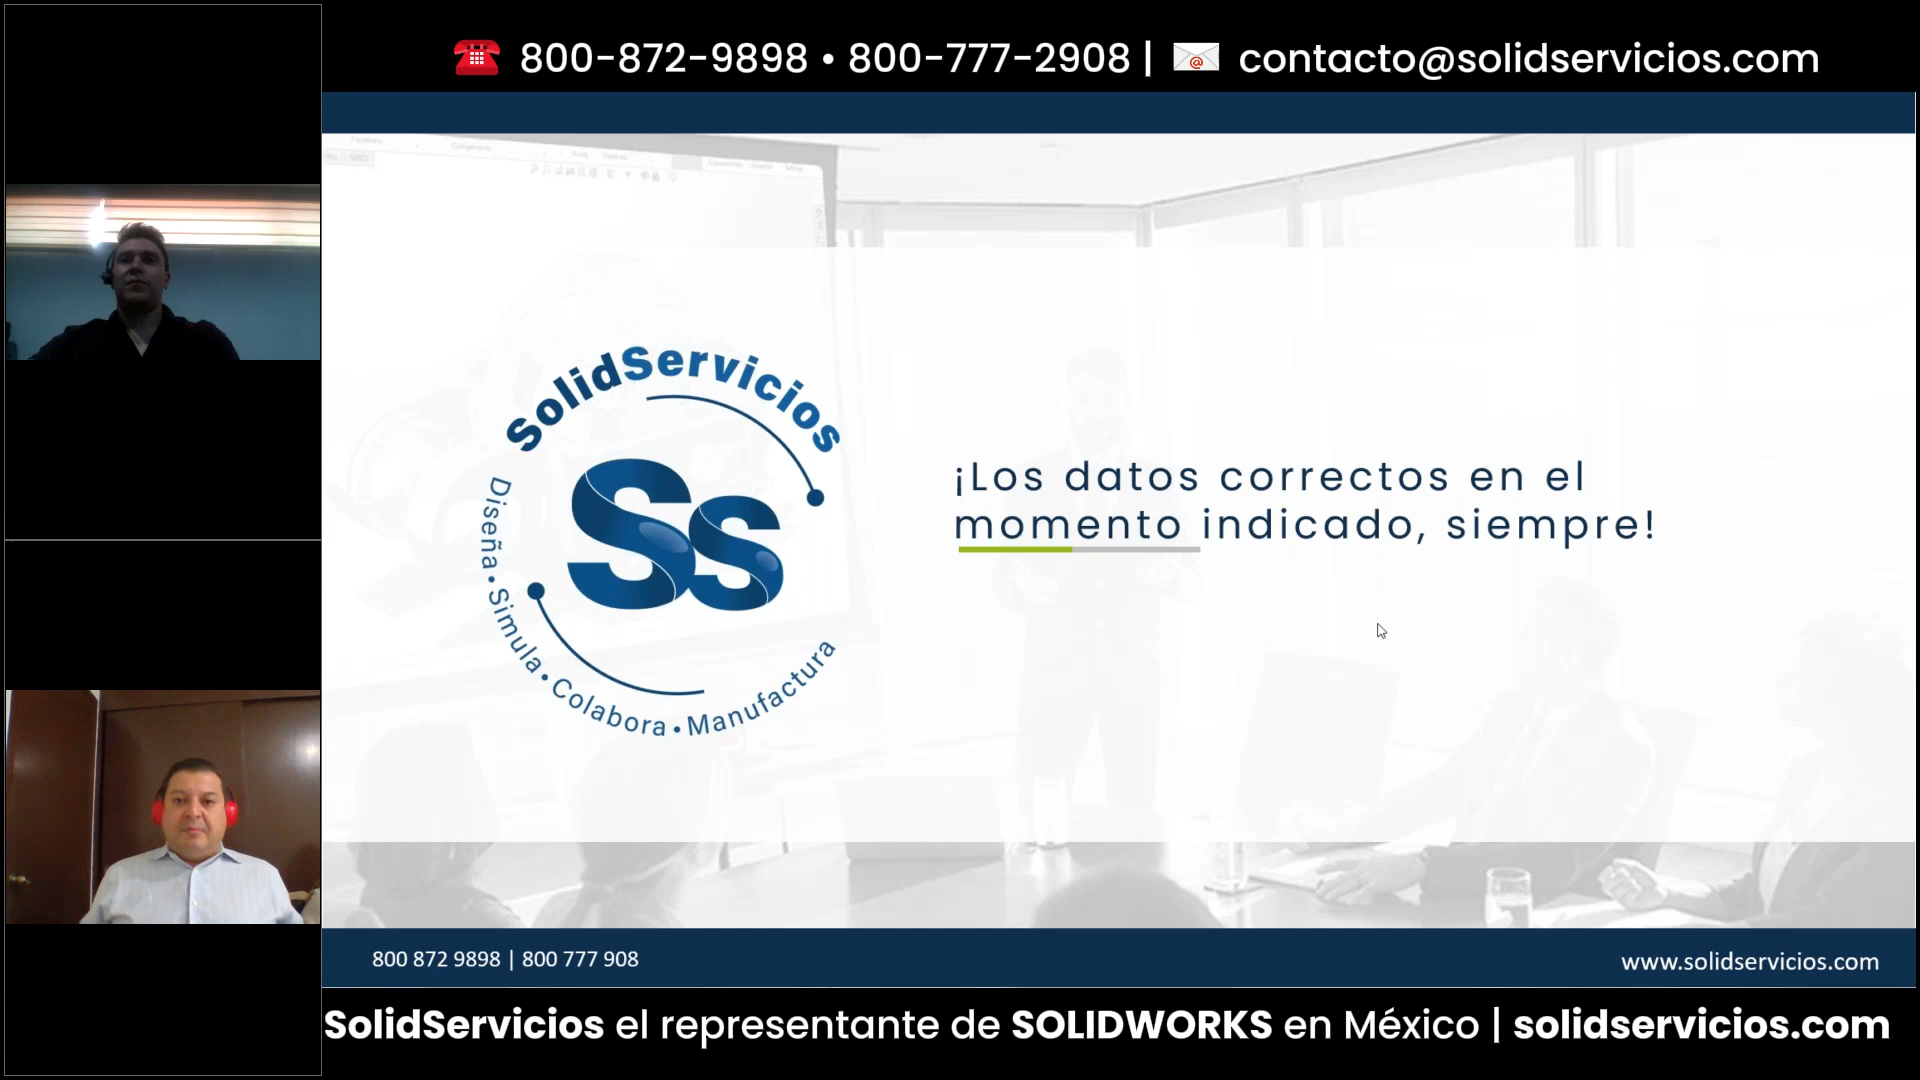 800-872-9898 • 800-777-2908 | contacto@solidservicios.com
SolidServicios
Ss
Diseña • Simula • Colabora • Manufactura
¡Los datos correctos en el
momento indicado, siempre!
800 872 9898 | 800 777 908
www.solidservicios.com
SolidServicios el representante de SOLIDWORKS en México | solidservicios.com